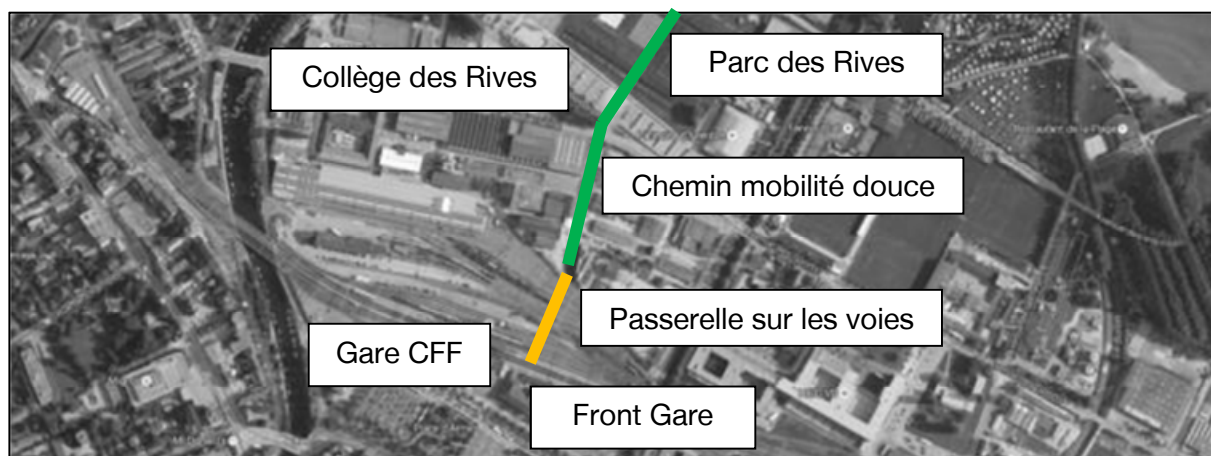 Collège des Rives
Parc des Rives
Chemin mobilité douce
Passerelle sur les voies
Gare CFF
Front Gare